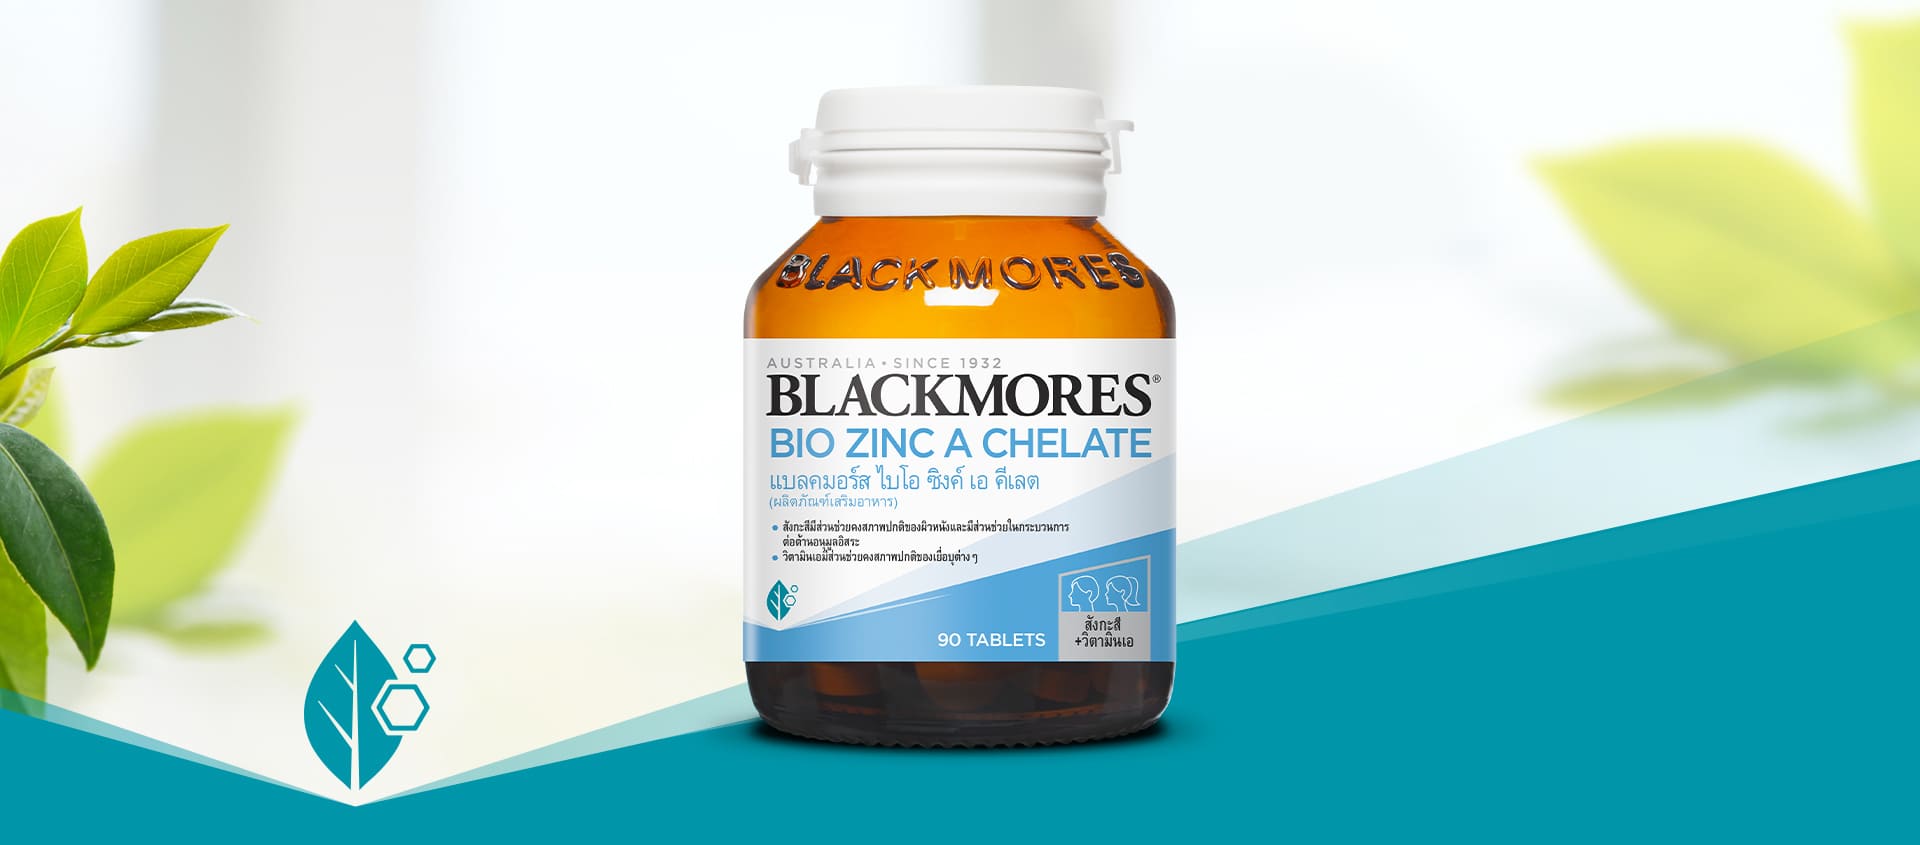 BLACKMORES
AUSTRALIA • SINCE 1932
BLACKMORES®
BIO ZINC A CHELATE
แบลคมอร์ส ไบโอ ซิงค์ เอ คีเลต
(ผลิตภัณฑ์เสริมอาหาร)
• สังกะสีมีส่วนช่วยคงสภาพปกติของผิวหนังและมีส่วนช่วยในกระบวนการ
ต่อต้านอนุมูลอิสระ
• วิตามินเอมีส่วนช่วยคงสภาพปกติของเยื่อบุต่าง ๆ
90 TABLETS
สังกะสี
+วิตามินเอ